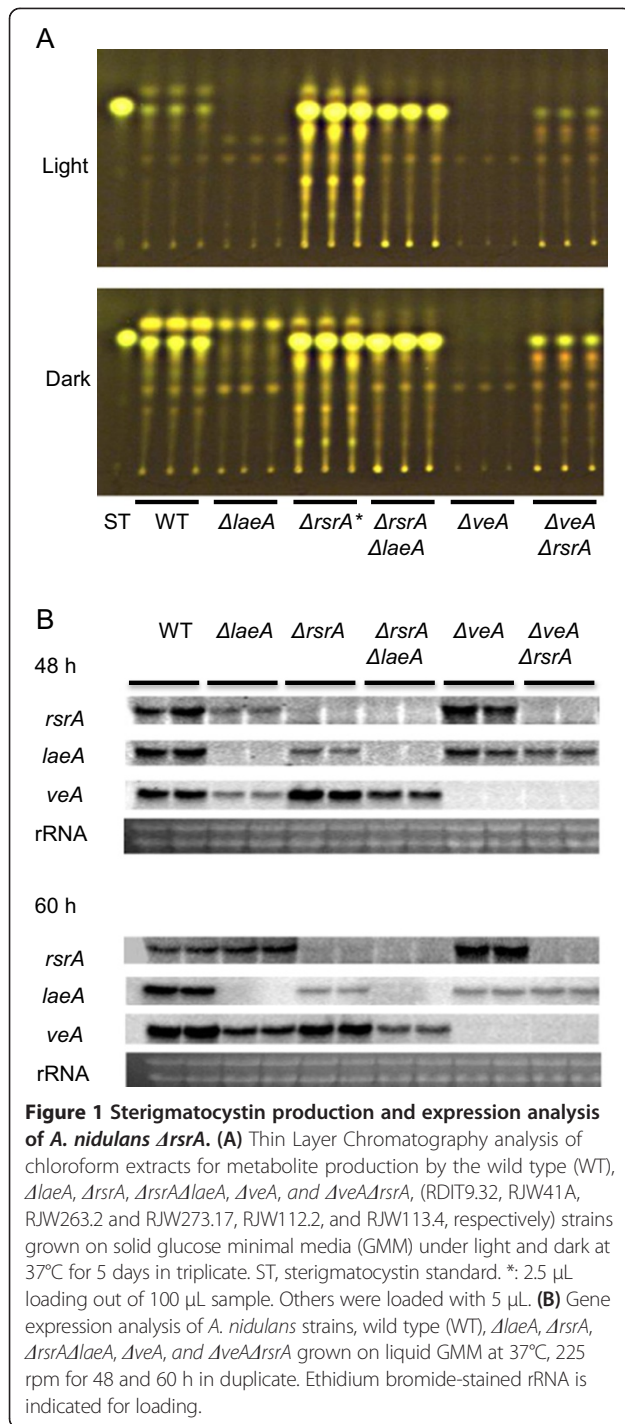 A
Light
Dark
ST WT ΔlaeA ΔrsrA* ΔrsrA ΔlaeA ΔveA ΔveA ΔrsrA
B
WT ΔlaeA ΔrsrA ΔrsrA ΔlaeA ΔveA ΔveA ΔrsrA
48 h
rsrA
laeA
veA
rRNA
60 h
rsrA
laeA
veA
rRNA
Figure 1 Sterigmatocystin production and expression analysis
of A. nidulans ΔrsrA. (A) Thin Layer Chromatography analysis of
chloroform extracts for metabolite production by the wild type (WT),
ΔlaeA, ΔrsrA, ΔrsrAΔlaeA, ΔveA, and ΔveAΔrsrA, (RDIT9.32, RJW41A,
RJW263.2 and RJW273.17, RJW112.2, and RJW113.4, respectively) strains
grown on solid glucose minimal media (GMM) under light and dark at
37°C for 5 days in triplicate. ST, sterigmatocystin standard. *: 2.5 μL
loading out of 100 μL sample. Others were loaded with 5 μL. (B) Gene
expression analysis of A. nidulans strains, wild type (WT), ΔlaeA, ΔrsrA,
ΔrsrAΔlaeA, ΔveA, and ΔveAΔrsrA grown on liquid GMM at 37°C, 225
rpm for 48 and 60 h in duplicate. Ethidium bromide-stained rRNA is
indicated for loading.